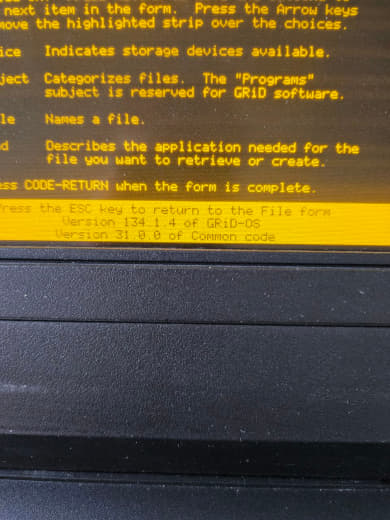 next item in the form. Press the Arrow keys
move the highlighted strip over the choices.
ice Indicates storage devices available.
ject Categorizes files. The "Programs"
subject is reserved for GRiD software.
le Names a file.
d Describes the application needed for the
file you want to retrieve or create.
ess CODE-RETURN when the form is complete.
Press the ESC key to return to the File form
Version 134.1.4 of GRiD-OS
Version 31.0.0 of Common code